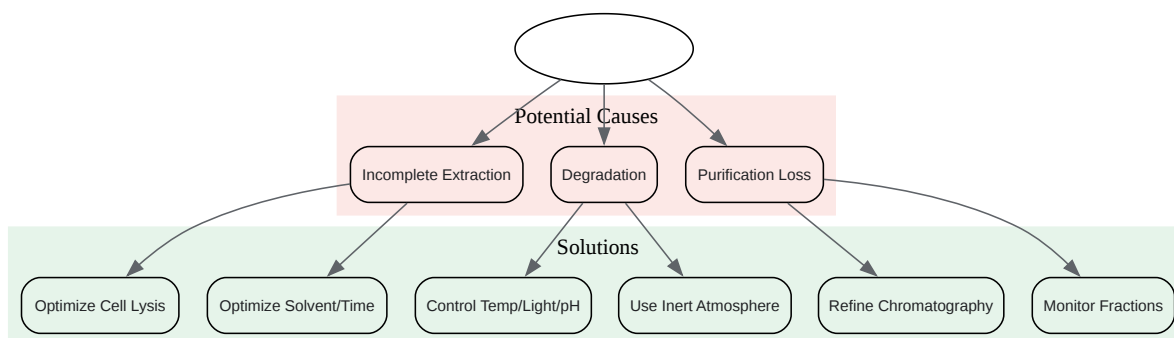 Potential Causes
Incomplete Extraction
Degradation
Purification Loss
Solutions
Optimize Cell Lysis
Optimize Solvent/Time
Control Temp/Light/pH
Use Inert Atmosphere
Refine Chromatography
Monitor Fractions